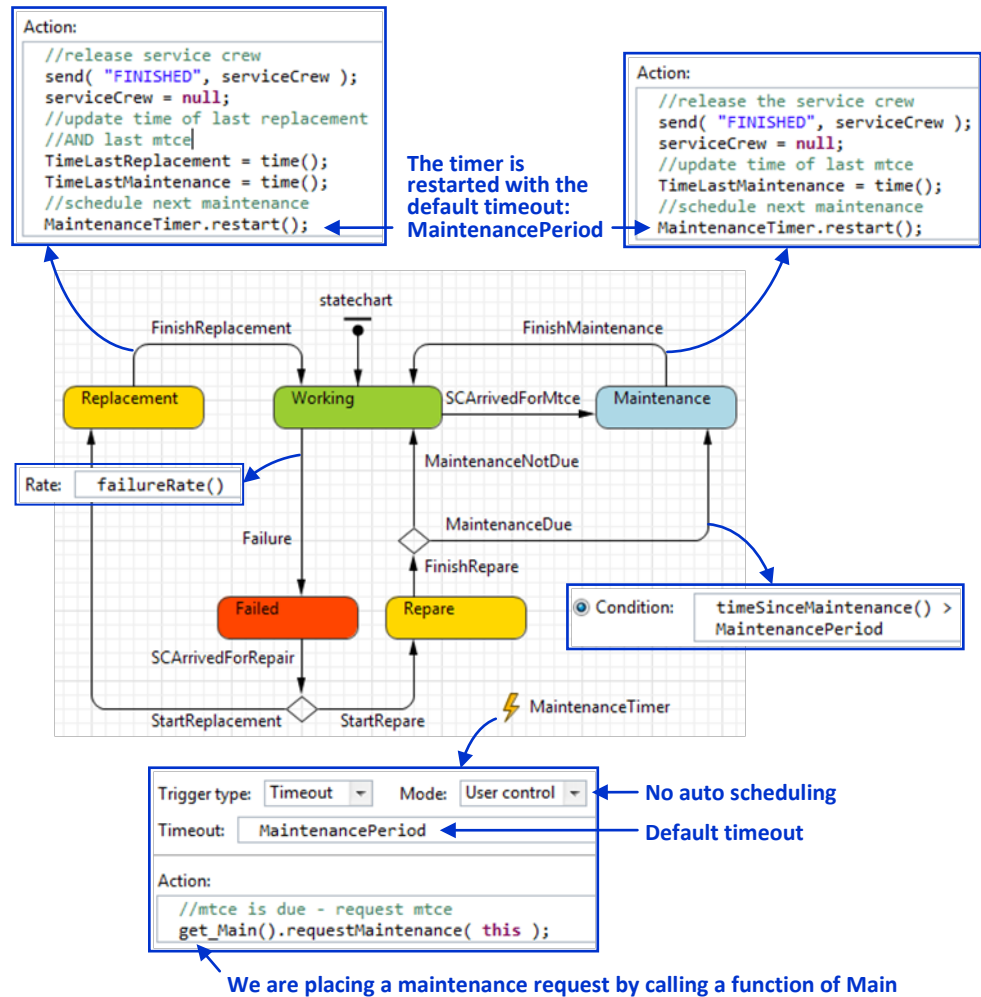 Action:
//release service crew
send( "FINISHED", serviceCrew );
serviceCrew = null;
//update time of last replacement
//AND last mtce
TimeLastReplacement = time();
TimeLastMaintenance = time();
//schedule next maintenance
MaintenanceTimer.restart();
The timer is
restarted with the
default timeout:
MaintenancePeriod
Action:
//release the service crew
send( "FINISHED", serviceCrew );
serviceCrew = null;
//update time of last mtce
TimeLastMaintenance = time();
//schedule next maintenance
MaintenanceTimer.restart();
statechart
FinishReplacement
FinishMaintenance
Replacement
Working
SCArrivedForMtce
Maintenance
MaintenanceNotDue
Rate: failureRate()
MaintenanceDue
Failure
FinishRepare
Failed
Repare
Condition: timeSinceMaintenance() >
MaintenancePeriod
SCArrivedForRepair
StartReplacement
StartRepare
MaintenanceTimer
Trigger type: Timeout Mode: User control
No auto scheduling
Timeout: MaintenancePeriod
Default timeout
Action:
//mtce is due - request mtce
get_Main().requestMaintenance( this );
We are placing a maintenance request by calling a function of Main